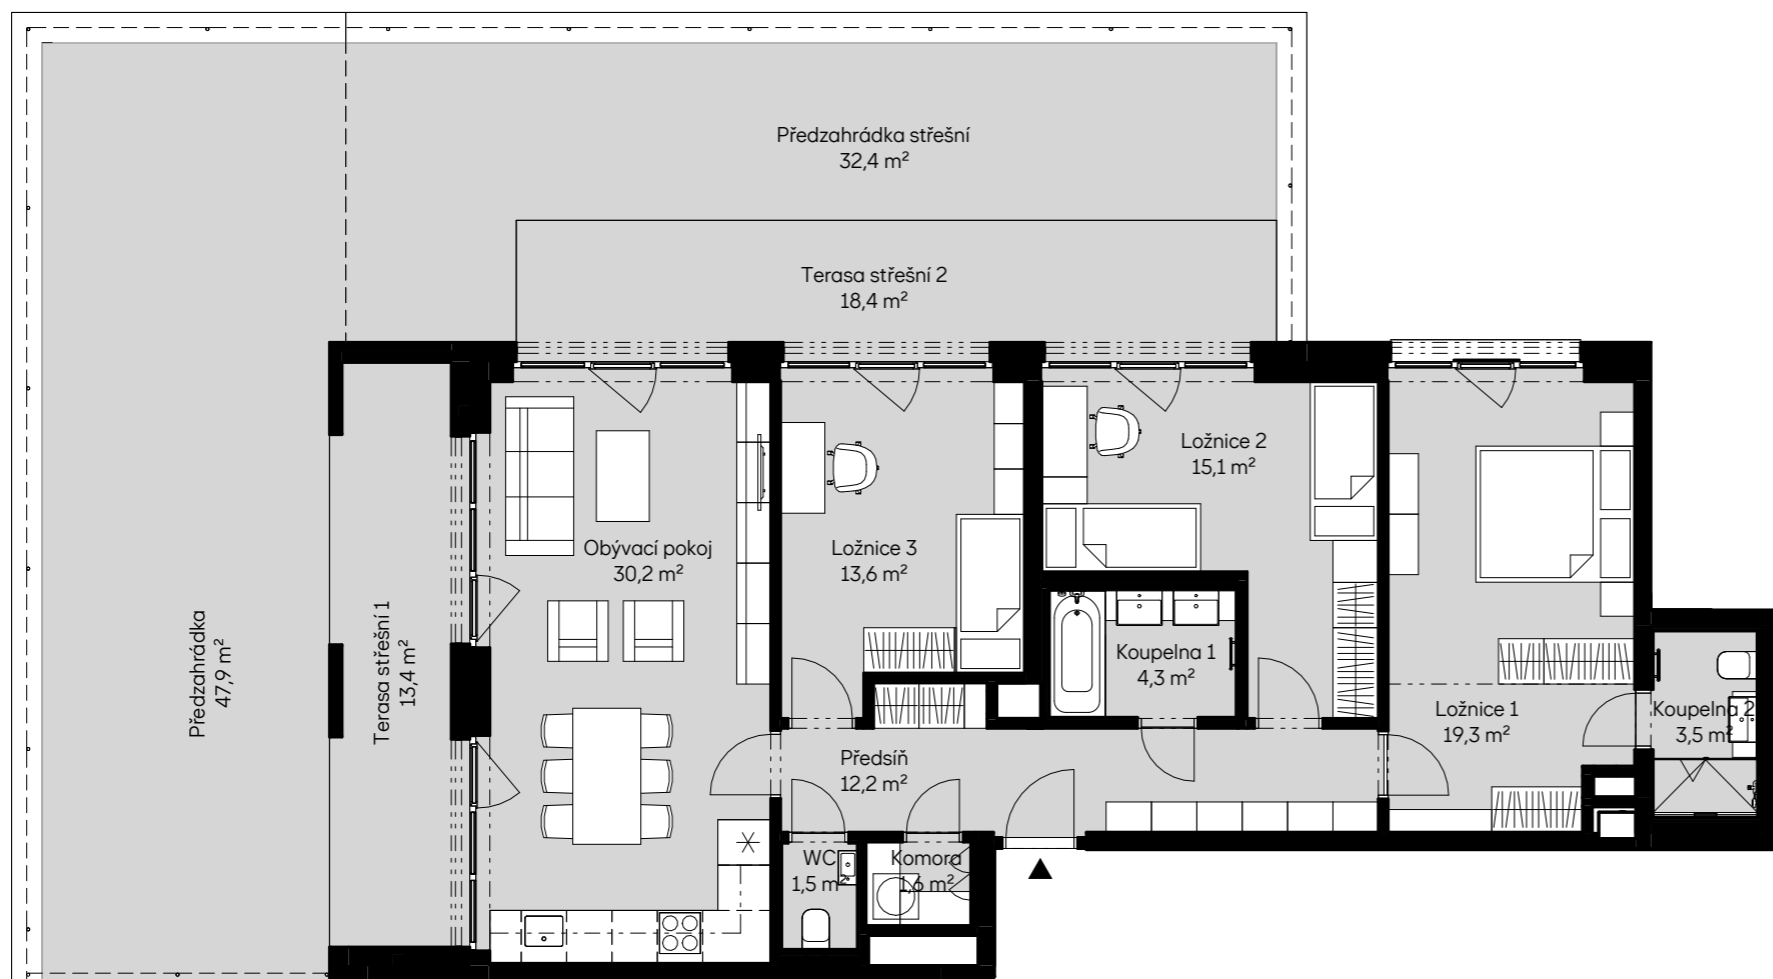 Předzahrádka střešní
32,4 m²
Terasa střešní 2
18,4 m²
Předzahrádka
47,9 m²
Terasa střešní 1
13,4 m²
Obývací pokoj
30,2 m²
Ložnice 3
13,6 m²
Ložnice 2
15,1 m²
Koupelna 1
4,3 m²
Ložnice 1
19,3 m²
Koupelna 2
3,5 m²
Předsíň
12,2 m²
WC
1,5 m²
Komora
1,6 m²